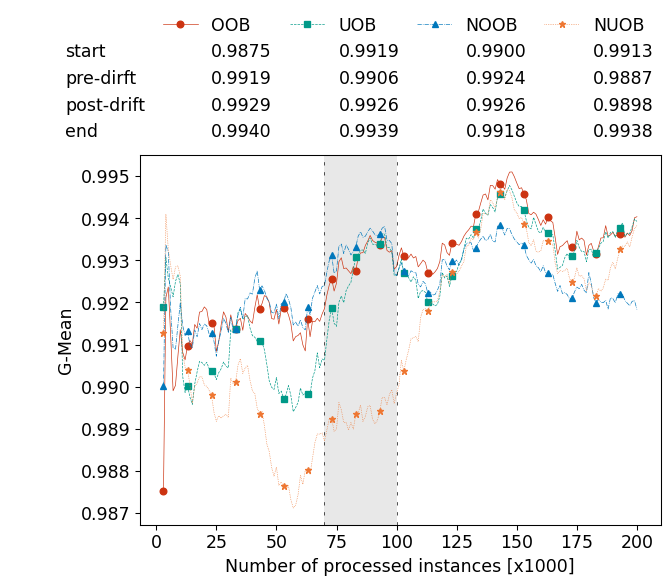 OOB UOB NOOB NUOB
start 0.9875 0.9919 0.9900 0.9913
pre-dirft 0.9919 0.9906 0.9924 0.9887
post-drift 0.9929 0.9926 0.9926 0.9898
end 0.9940 0.9939 0.9918 0.9938
0.995
0.994
0.993
0.992
0.991
0.990
0.989
0.988
0.987
G-Mean
0 25 50 75 100 125 150 175 200
Number of processed instances [x1000]